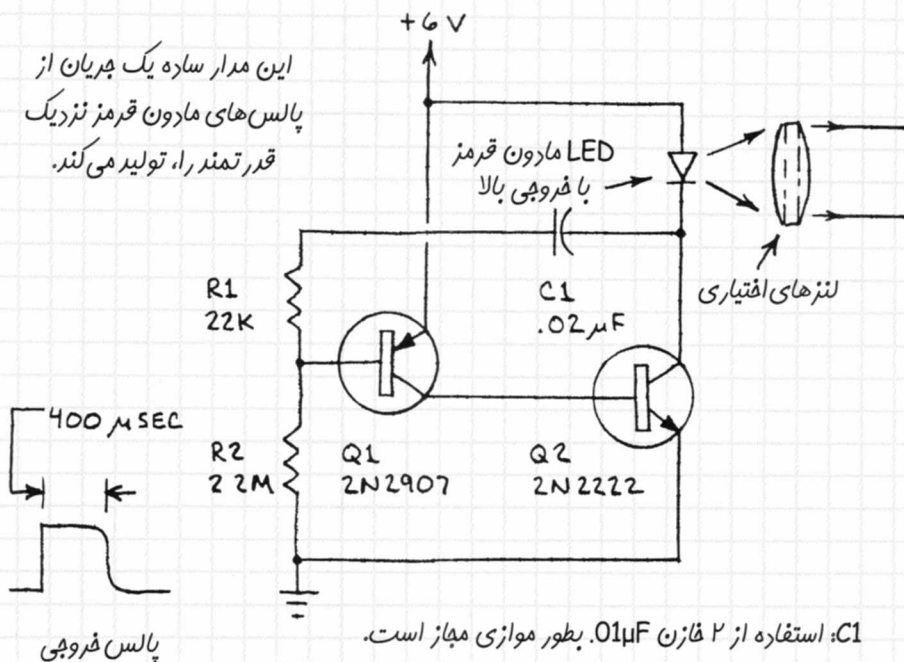 +6 V
این مدار ساده یک جریان از
پالس‌های مادون قرمز نزدیک
قدرتمند را، تولید می‌کند.
LED مادون قرمز
با خروجی بالا
لنزهای اختیاری
R1
22K
C1
.02µF
400 µSEC
R2
2 2M
Q1
2N2907
Q2
2N2222
پالس خروجی
C1: استفاده از ۲ خازن .01µF بطور موازی مجاز است.